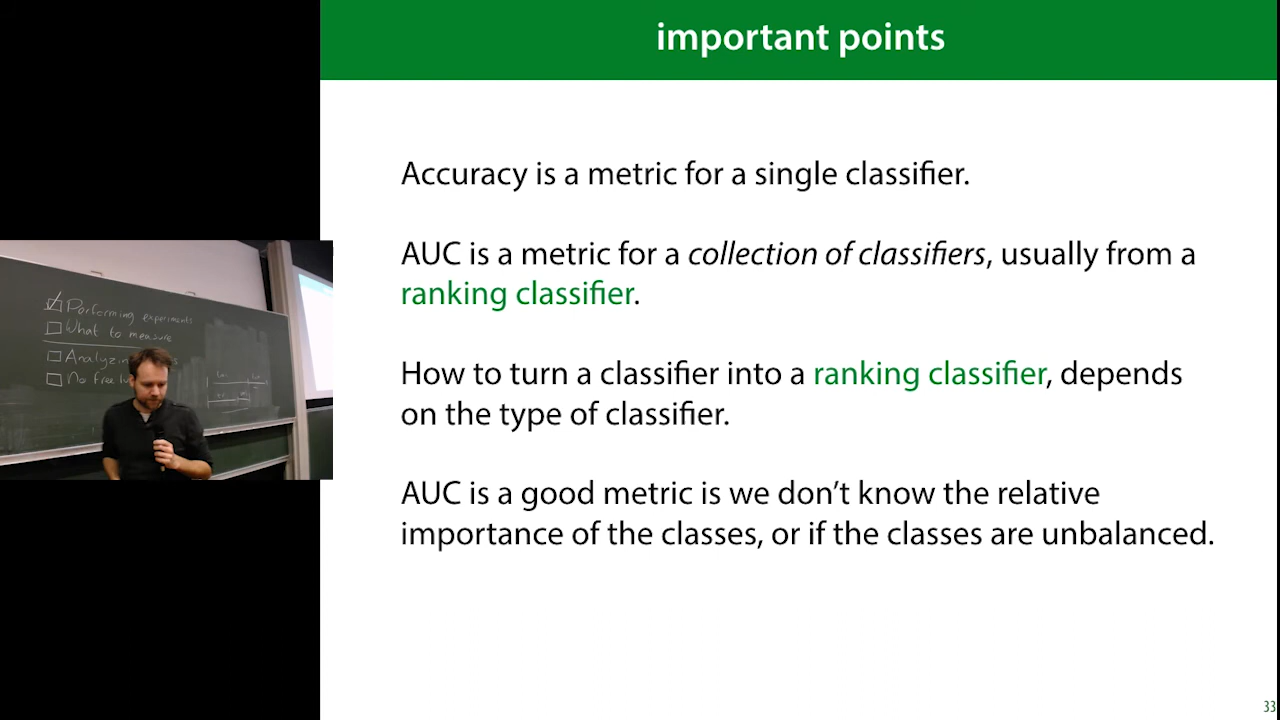 important points
Accuracy is a metric for a single classifier.
AUC is a metric for a collection of classifiers, usually from a
ranking classifier.
How to turn a classifier into a ranking classifier, depends
on the type of classifier.
AUC is a good metric is we don't know the relative
importance of the classes, or if the classes are unbalanced.
33
Performing experiments
What to measure
No free